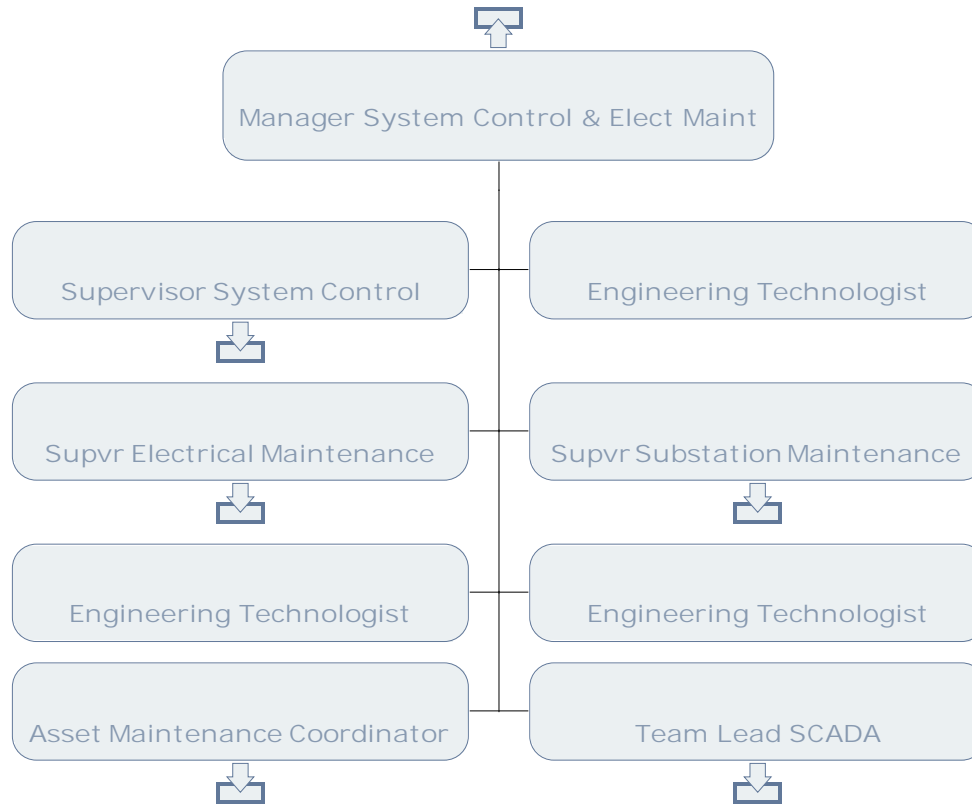 Manager System Control & Elect Maint
Supervisor System Control
Engineering Technologist
Supvr Electrical Maintenance
Supvr Substation Maintenance
Engineering Technologist
Engineering Technologist
Asset Maintenance Coordinator
Team Lead SCADA